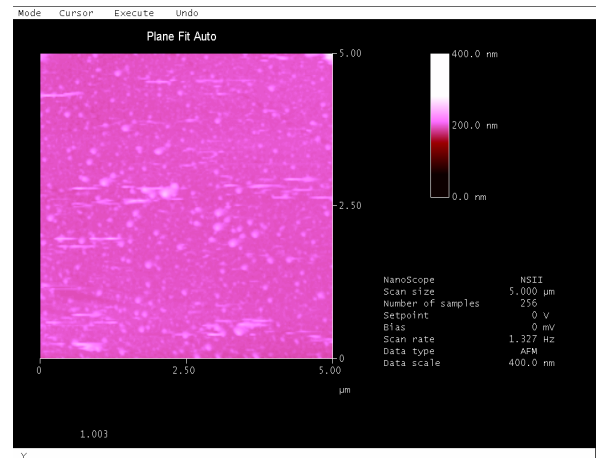 Mode Cursor Execute Undo
Plane Fit Auto
5.00
400.0 nm
200.0 nm
2.50
0.0 nm
NanoScope NSII
Scan size 5.000 µm
Number of samples 256
Setpoint 0 V
Bias 0 mV
Scan rate 1.327 Hz
Data type AFM
Data scale 400.0 nm
0
0 2.50 5.00
µm
1.003
Y